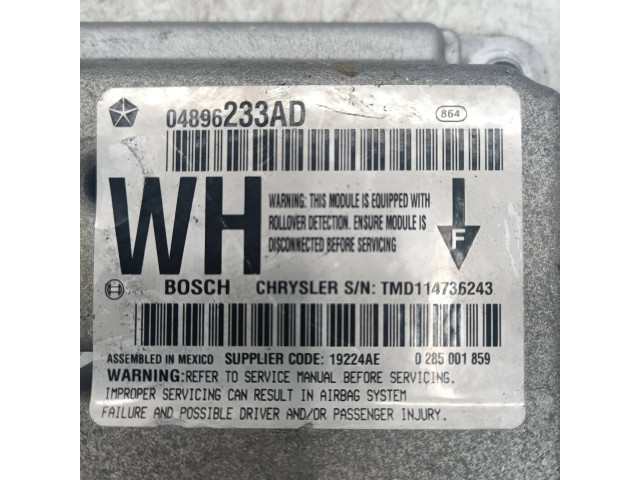 04896233AD
864
WH
WARNING: THIS MODULE IS EQUIPPED WITH
ROLLOVER DETECTION. ENSURE MODULE IS
DISCONNECTED BEFORE SERVICING
F
BOSCH CHRYSLER S/N: TMD114736243
ASSEMBLED IN MEXICO SUPPLIER CODE: 19224AE 0 285 001 859
WARNING:REFER TO SERVICE MANUAL BEFORE SERVICING.
IMPROPER SERVICING CAN RESULT IN AIRBAG SYSTEM
FAILURE AND POSSIBLE DRIVER AND/OR PASSENGER INJURY.